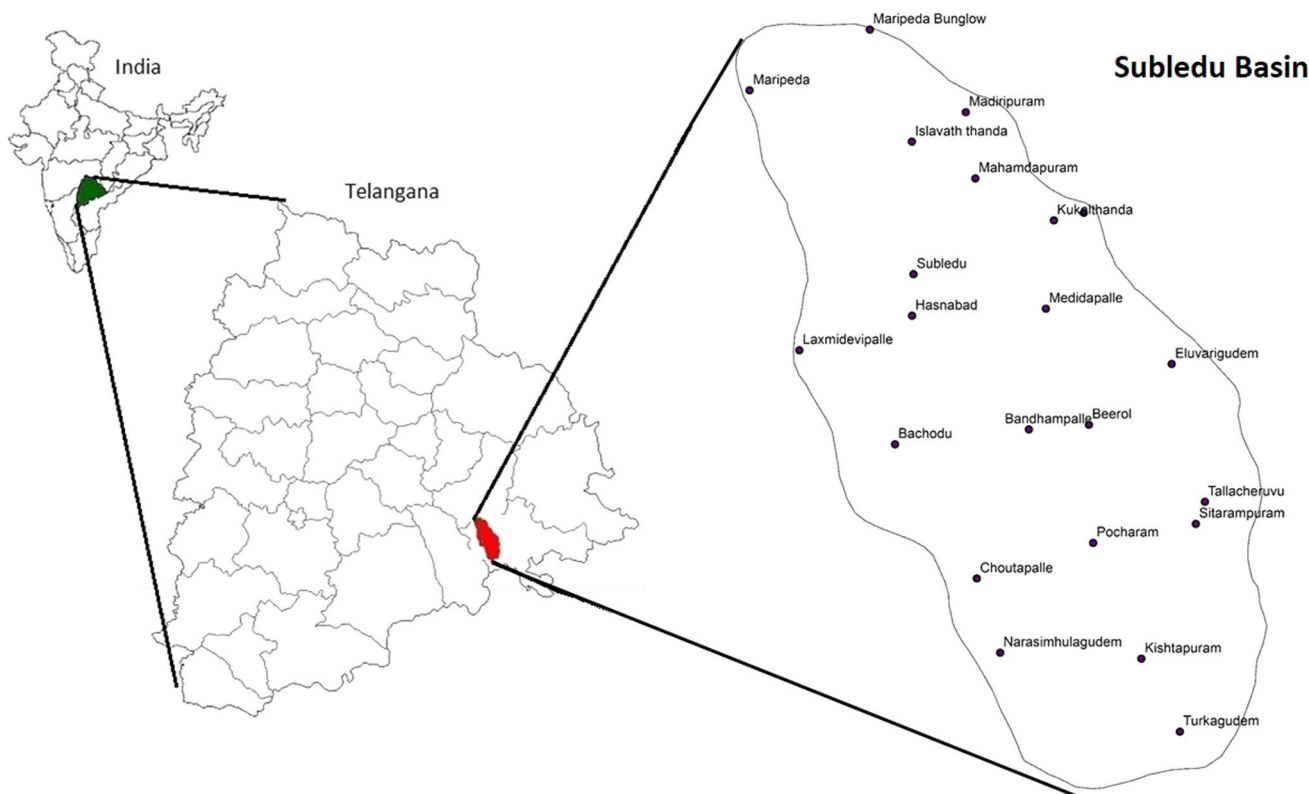 India
Telangana
Subledu Basin
Maripeda Bunglow
Maripeda
Madiripuram
Islavath thanda
Mahamdapuram
Kukalthanda
Subledu
Medidapalle
Hasnabad
Laxmidevipalle
Eluvarigudem
Bandhampalle
Beerol
Bachodu
Tallacheruvu
Sitarampuram
Pocharam
Choutapalle
Narasimhulagudem
Kishtapuram
Turkagudem